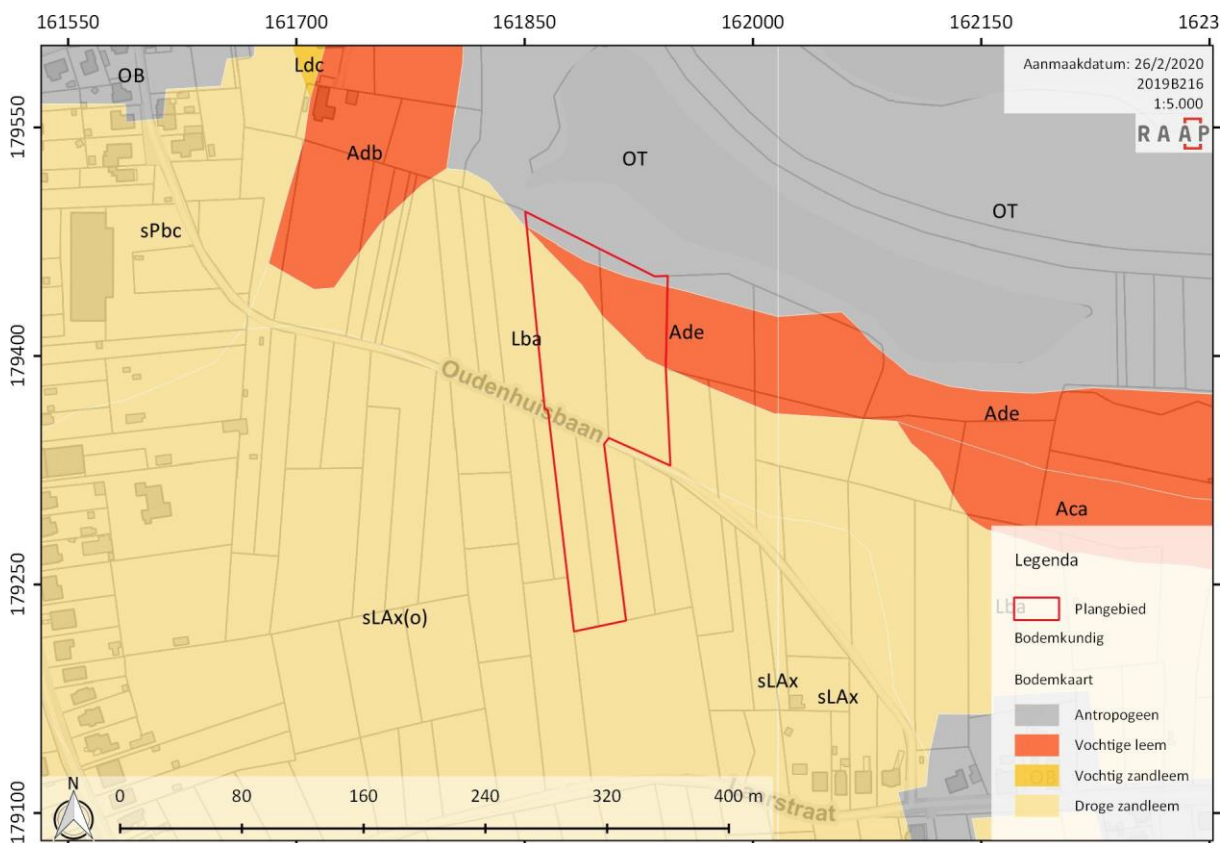 161550 161700 161850 162000 162150 1623
Aanmaakdatum: 26/2/2020
2019B216
1:5.000
RAAP
OB
Ldc
179550
Adb
OT
OT
sPbc
179400
Lba
Ade
Oudenhuisbaan
Ade
Aca
179250
sLAx(o)
sLAx
sLAx
Legenda
Lba
Plangebied
Bodemkundig
Bodemkaart
Antropogeen
Vochtige leem
OB
Vochtig zandleem
Droge zandleem
179100
N
0 80 160 240 320 400 m
Laarstraat